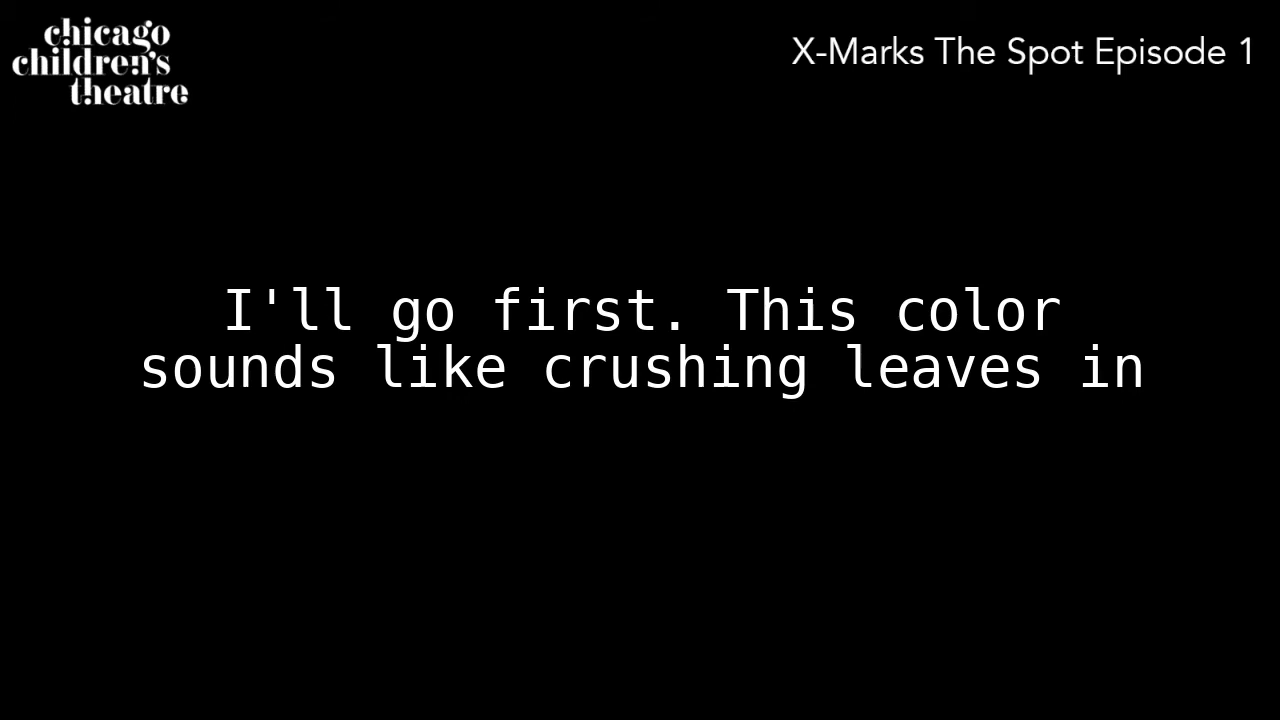 chicago
children's
theatre
X-Marks The Spot Episode 1
I'll go first. This color
sounds like crushing leaves in